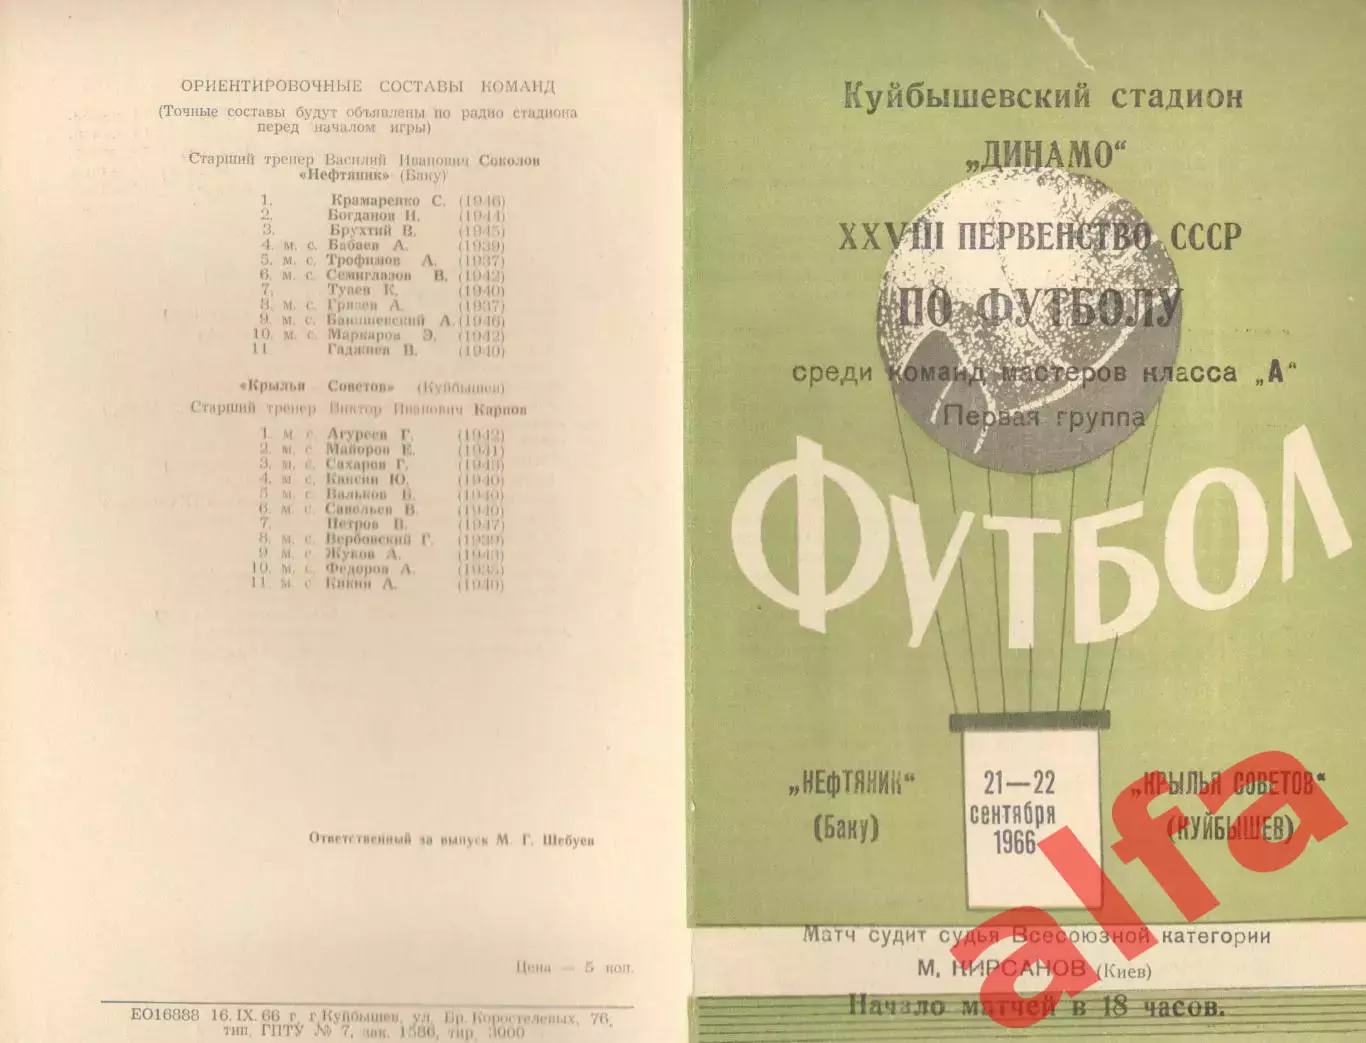 ОРИЕНТИРОВОЧНЫЕ СОСТАВЫ КОМАНД
(Точные составы будут объявлены по радио стадиона
перед началом игры)
Старший тренер Василий Иванович Соколов
«Нефтяник» (Баку)
1. Крамаренко С. (1946)
2. Богданов Н. (1944)
3. Брухтий В. (1945)
4. м. с. Бабаев А. (1939)
5. м. с. Трофимов А. (1937)
6. м. с. Семиглазов В. (1942)
7. Туаев К. (1940)
8. м. с. Грязев А. (1937)
9. м. с. Банишевский А. (1946)
10. м. с. Маркаров Э. (1942)
11. Гаджиев В. (1940)
«Крылья Советов» (Куйбышев)
Старший тренер Виктор Иванович Карпов
1. м с. Агуреев Г. (1942)
2. м. с. Майоров Е. (1941)
3. м. с. Сахаров Г. (1943)
4. м. с. Кансин Ю. (1940)
5 м. с. Вальков В. (1940)
6. м. с. Савельев В. (1940)
7. Петров В. (1947)
8. м. с. Вербовский Г. (1939)
9 м с. Жуков А. (1943)
10. м. с. Федоров А.
11. м с. Кикин А. (1940)
Ответственный за выпуск М. Г. Шебуев
Цена — 5 коп.
ЕО16888 16. IX. 66 г. г Куйбышев, ул. Бр. Коростелевых, 76,
тип. ГПТУ № 7, зак. 1586, тир. 3000
Куйбышевский стадион
„ДИНАМО“
XXVIII ПЕРВЕНСТВО СССР
ПО ФУТБОЛУ
среди команд мастеров класса „А“
Первая группа
ФУТБОЛ
„НЕФТЯНИК“
(Баку)
21—22
сентября
1966
„КРЫЛЬЯ СОВЕТОВ“
(КУЙБЫШЕВ)
Матч судит судья Всесоюзной категории
М. КИРСАНОВ (Киев)
Начало матчей в 18 часов.
alfa